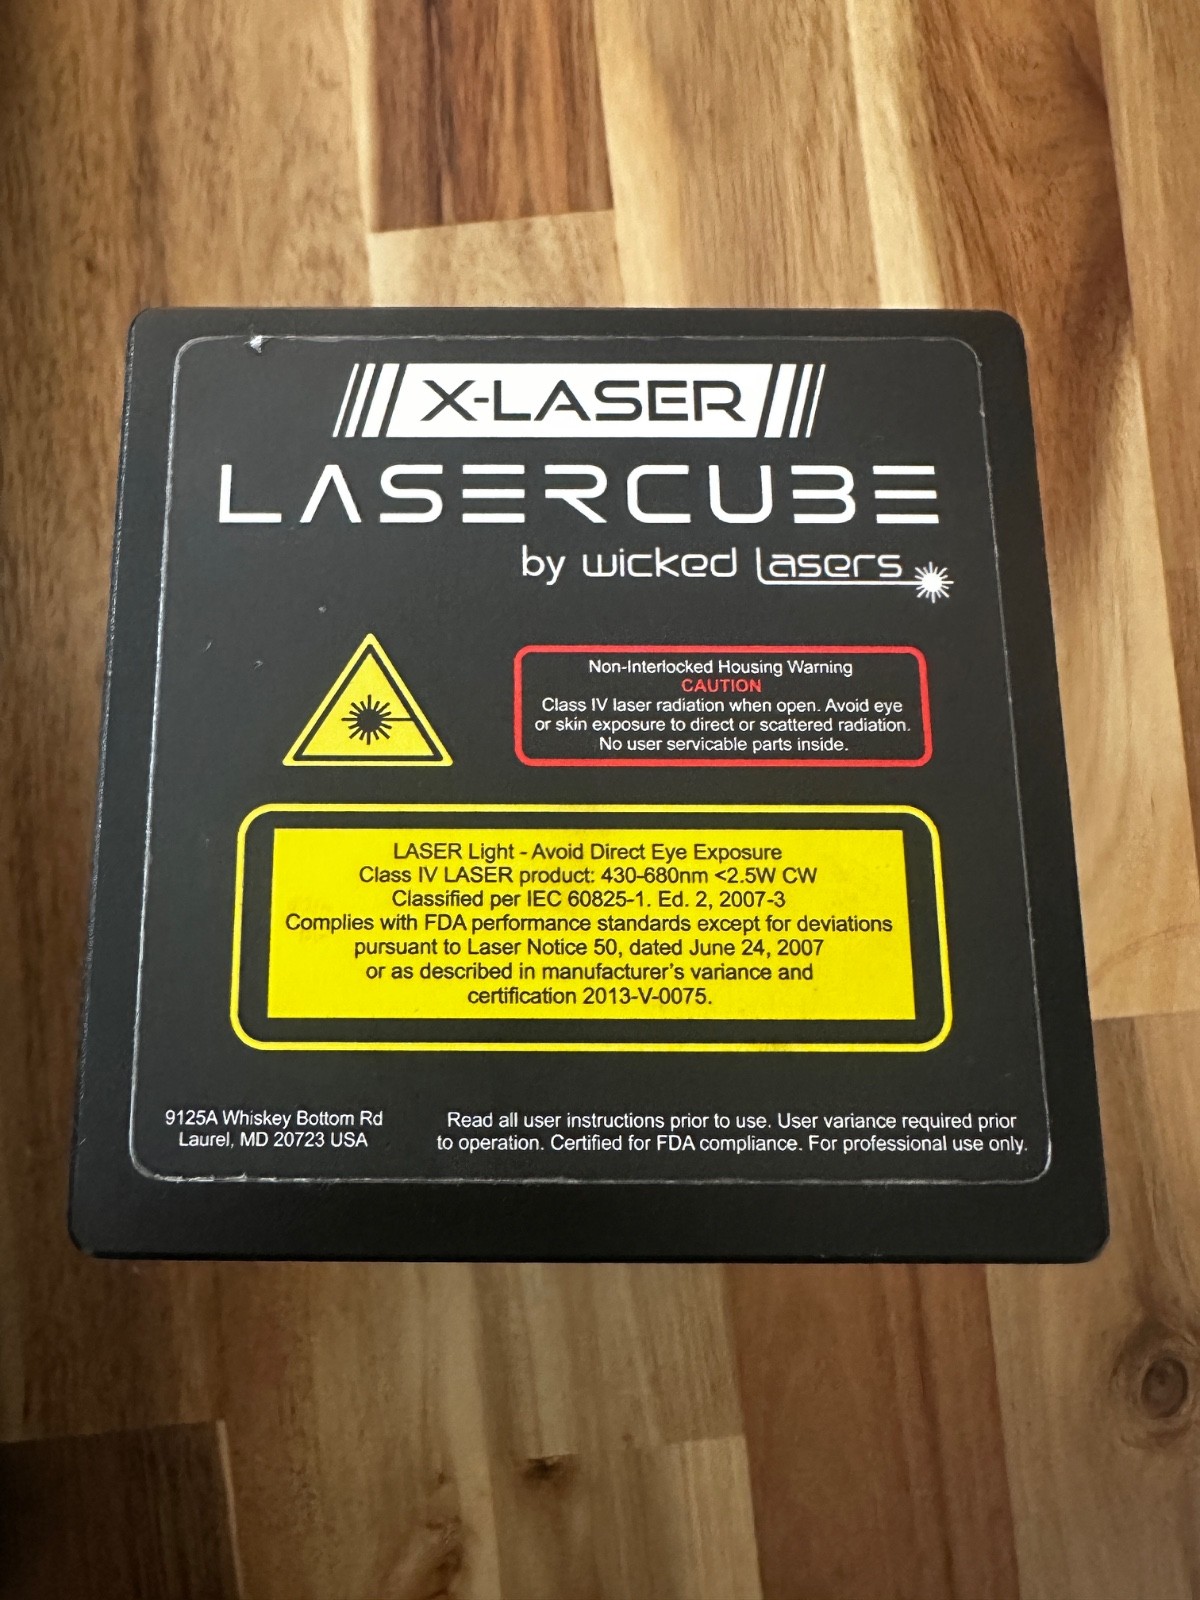 X-LASER
LASERCUBE
by wicked lasers
Non-Interlocked Housing Warning
CAUTION
Class IV laser radiation when open. Avoid eye
or skin exposure to direct or scattered radiation.
No user servicable parts inside.
LASER Light - Avoid Direct Eye Exposure
Class IV LASER product: 430-680nm <2.5W CW
Classified per IEC 60825-1. Ed. 2, 2007-3
Complies with FDA performance standards except for deviations
pursuant to Laser Notice 50, dated June 24, 2007
or as described in manufacturer's variance and
certification 2013-V-0075.
9125A Whiskey Bottom Rd
Laurel, MD 20723 USA
Read all user instructions prior to use. User variance required prior
to operation. Certified for FDA compliance. For professional use only.